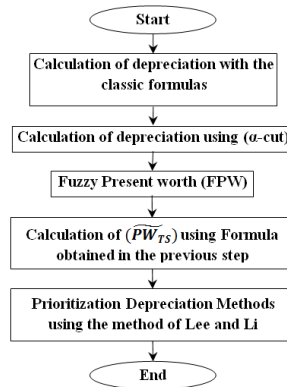 Start
Calculation of depreciation with the
classic formulas
Calculation of depreciation using (α-cut)
Fuzzy Present worth (FPW)
Calculation of (\widetilde{PW}_{TS}) using Formula
obtained in the previous step
Prioritization Depreciation Methods
using the method of Lee and Li
End